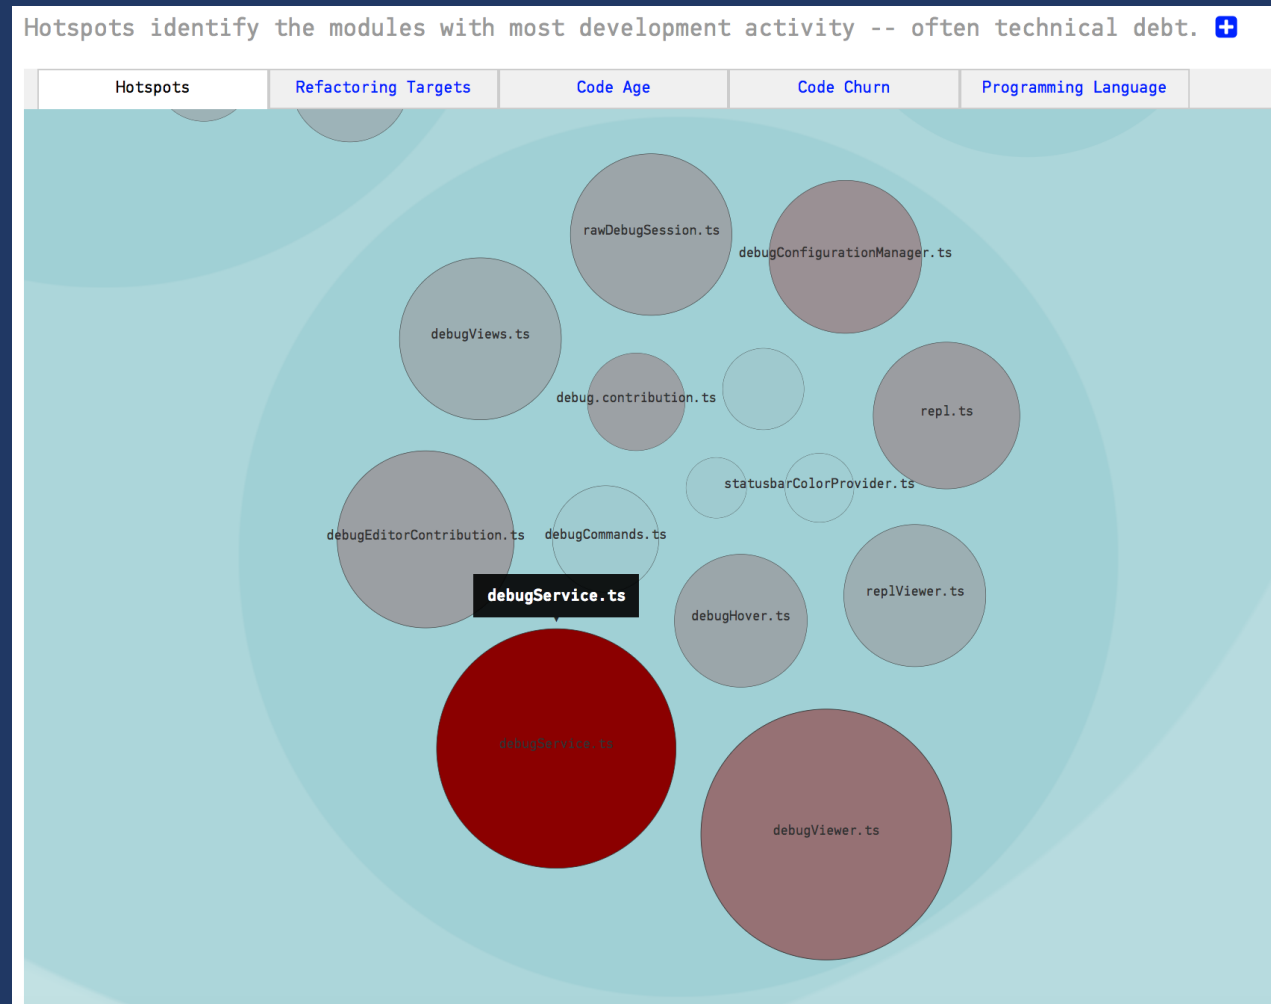 Hotspots identify the modules with most development activity -- often technical debt.
Hotspots
Refactoring Targets
Code Age
Code Churn
Programming Language
rawDebugSession.ts
debugConfigurationManager.ts
debugViews.ts
debug.contribution.ts
repl.ts
statusbarColorProvider.ts
debugEditorContribution.ts
debugCommands.ts
debugService.ts
replViewer.ts
debugHover.ts
debugService.ts
debugViewer.ts